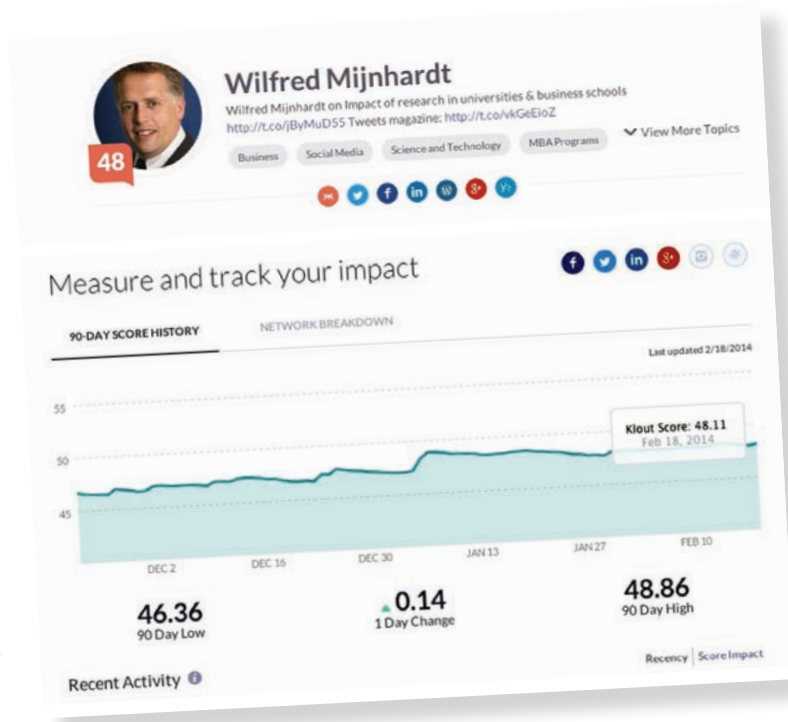 Wilfred Mijnhardt
Wilfred Mijnhardt on Impact of research in universities & business schools
http://t.co/jByMuD55 Tweets magazine: http://t.co/vkGeEioZ
48
Business Social Media Science and Technology MBA Programs View More Topics
Measure and track your impact
90-DAY SCORE HISTORY NETWORK BREAKDOWN
Last updated 2/18/2014
55
50
45
Klout Score: 48.11
Feb 18, 2014
DEC 2 DEC 16 DEC 30 JAN 13 JAN 27 FEB 10
46.36 0.14 48.86
90 Day Low 1 Day Change 90 Day High
Recent Activity Recency Score Impact